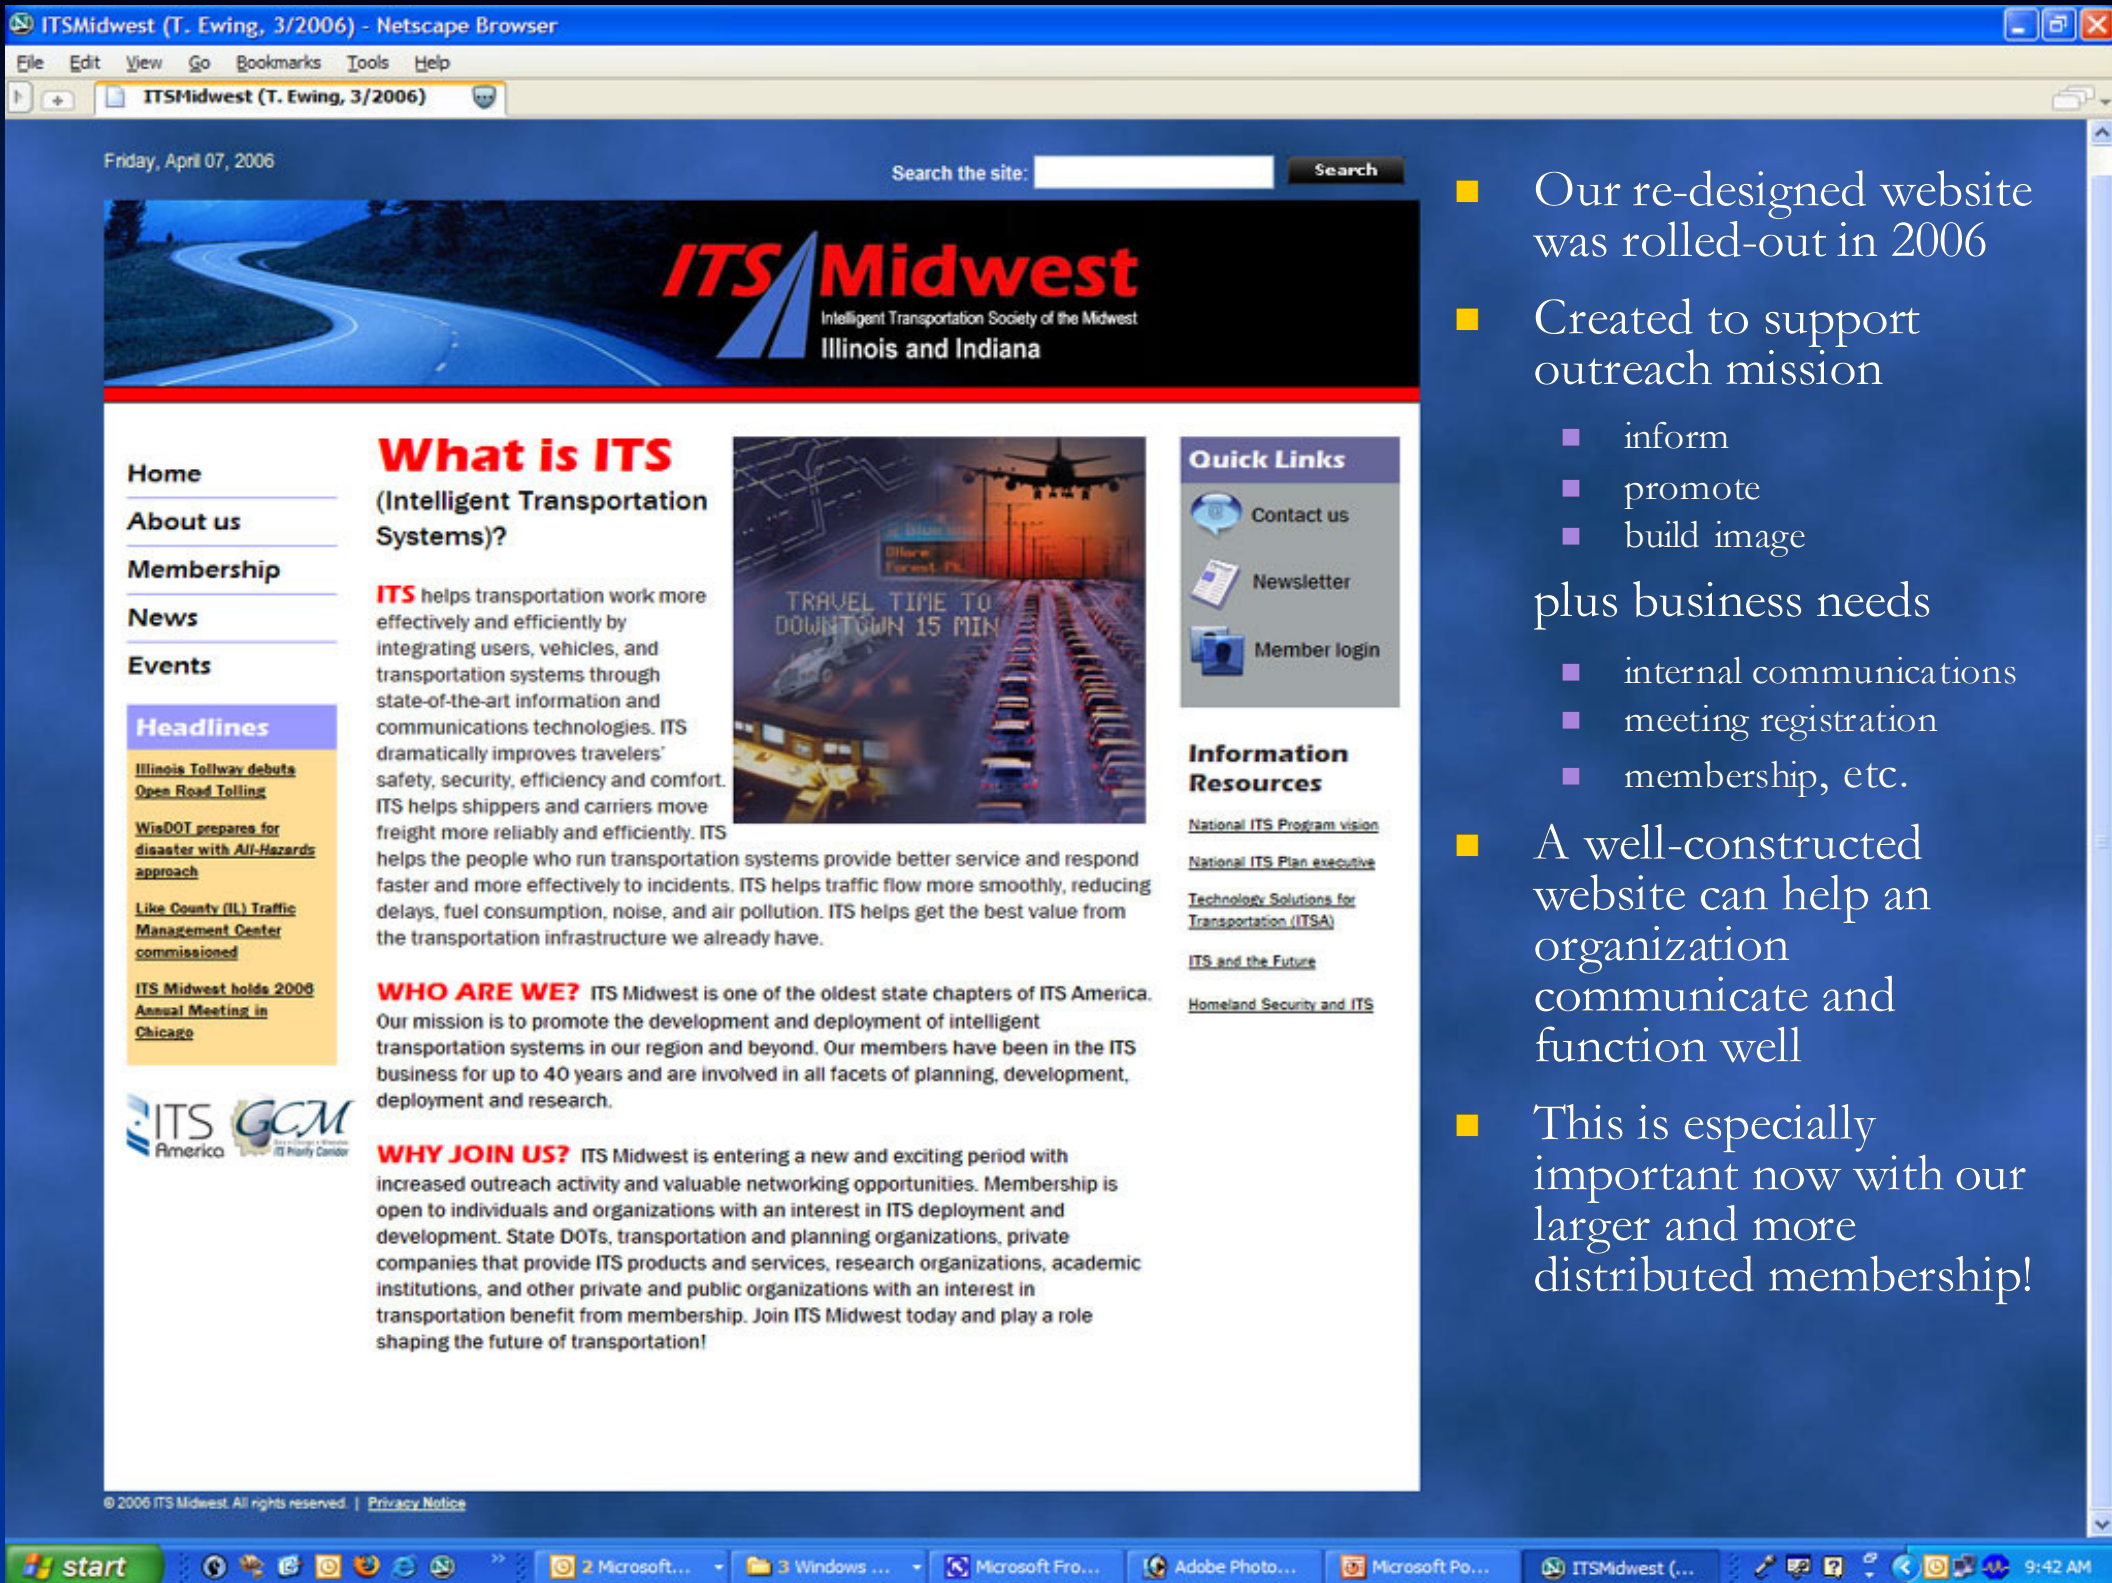 ITSMidwest (T. Ewing, 3/2006) - Netscape Browser
File Edit View Go Bookmarks Tools Help
ITSMidwest (T. Ewing, 3/2006)
Friday, April 07, 2006
Search the site:
Search
ITS Midwest
Intelligent Transportation Society of the Midwest
Illinois and Indiana
Home
About us
Membership
News
Events
Headlines
Illinois Tollway debuts
Open Road Tolling
WisDOT prepares for
disaster with All-Hazards
approach
Like County (IL) Traffic
Management Center
commissioned
ITS Midwest holds 2006
Annual Meeting in
Chicago
ITS
America
GCM
ITS Priority Corridor
What is ITS
(Intelligent Transportation
Systems)?
ITS helps transportation work more
effectively and efficiently by
integrating users, vehicles, and
transportation systems through
state-of-the-art information and
communications technologies. ITS
dramatically improves travelers'
safety, security, efficiency and comfort.
ITS helps shippers and carriers move
freight more reliably and efficiently. ITS
helps the people who run transportation systems provide better service and respond
faster and more effectively to incidents. ITS helps traffic flow more smoothly, reducing
delays, fuel consumption, noise, and air pollution. ITS helps get the best value from
the transportation infrastructure we already have.
TRAVEL TIME TO
DOWNTOWN 15 MIN
WHO ARE WE? ITS Midwest is one of the oldest state chapters of ITS America.
Our mission is to promote the development and deployment of intelligent
transportation systems in our region and beyond. Our members have been in the ITS
business for up to 40 years and are involved in all facets of planning, development,
deployment and research.
WHY JOIN US? ITS Midwest is entering a new and exciting period with
increased outreach activity and valuable networking opportunities. Membership is
open to individuals and organizations with an interest in ITS deployment and
development. State DOTs, transportation and planning organizations, private
companies that provide ITS products and services, research organizations, academic
institutions, and other private and public organizations with an interest in
transportation benefit from membership. Join ITS Midwest today and play a role
shaping the future of transportation!
Quick Links
Contact us
Newsletter
Member login
Information
Resources
National ITS Program vision
National ITS Plan executive
Technology Solutions for
Transportation (ITSA)
ITS and the Future
Homeland Security and ITS
© 2006 ITS Midwest. All rights reserved. | Privacy Notice
Our re-designed website
was rolled-out in 2006
Created to support
outreach mission
inform
promote
build image
plus business needs
internal communications
meeting registration
membership, etc.
A well-constructed
website can help an
organization
communicate and
function well
This is especially
important now with our
larger and more
distributed membership!
start
2 Microsoft...
3 Windows ...
Microsoft Fro...
Adobe Photo...
Microsoft Po...
ITSMidwest (...
9:42 AM